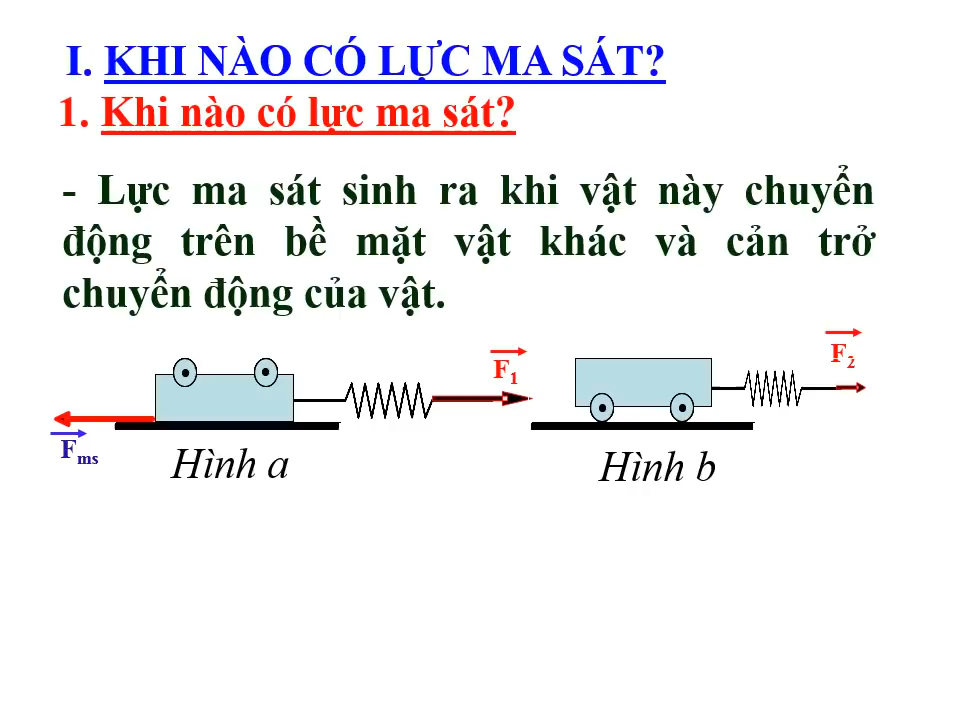 I. KHI NÀO CÓ LỰC MA SÁT?
1. Khi nào có lực ma sát?
- Lực ma sát sinh ra khi vật này chuyển
động trên bề mặt vật khác và cản trở
chuyển động của vật.
F1
F2
Fms
Hình a
Hình b